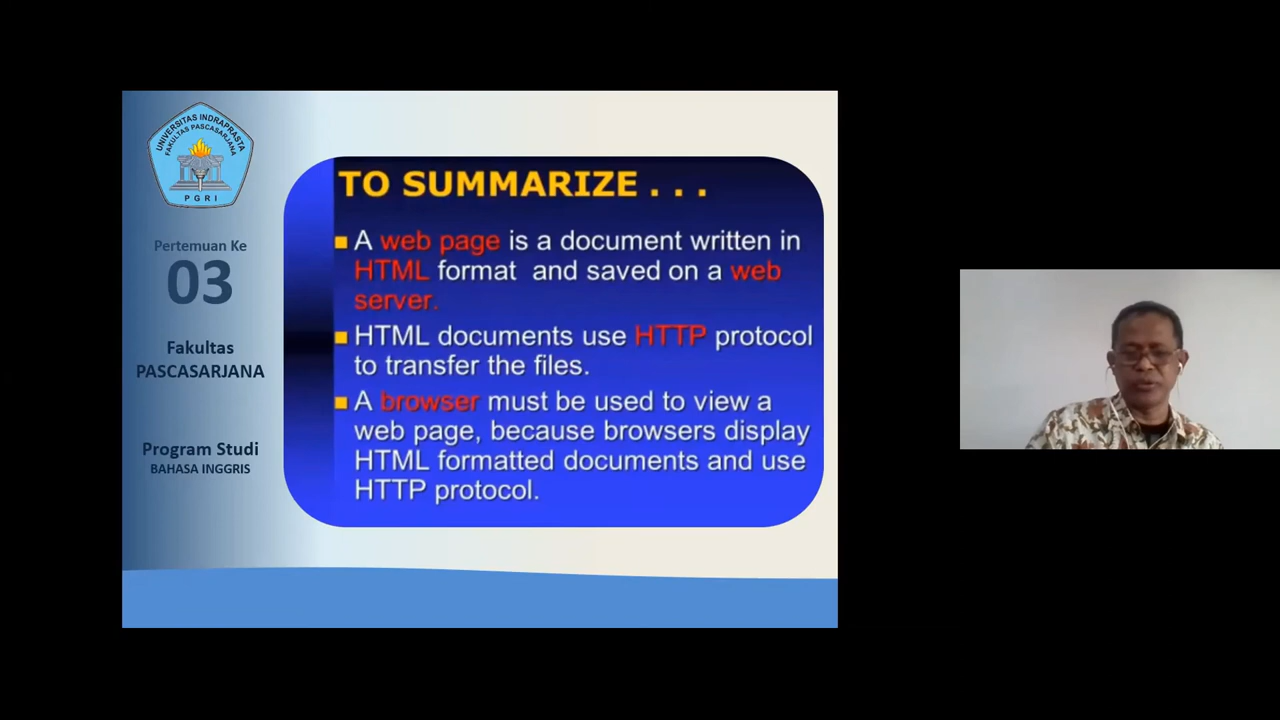 UNIVERSITAS INDRAPRASTA
FAKULTAS PASCASARJANA
PGRI
Pertemuan Ke
03
Fakultas
PASCASARJANA
Program Studi
BAHASA INGGRIS
TO SUMMARIZE . . .
A web page is a document written in
HTML format and saved on a web
server.
HTML documents use HTTP protocol
to transfer the files.
A browser must be used to view a
web page, because browsers display
HTML formatted documents and use
HTTP protocol.